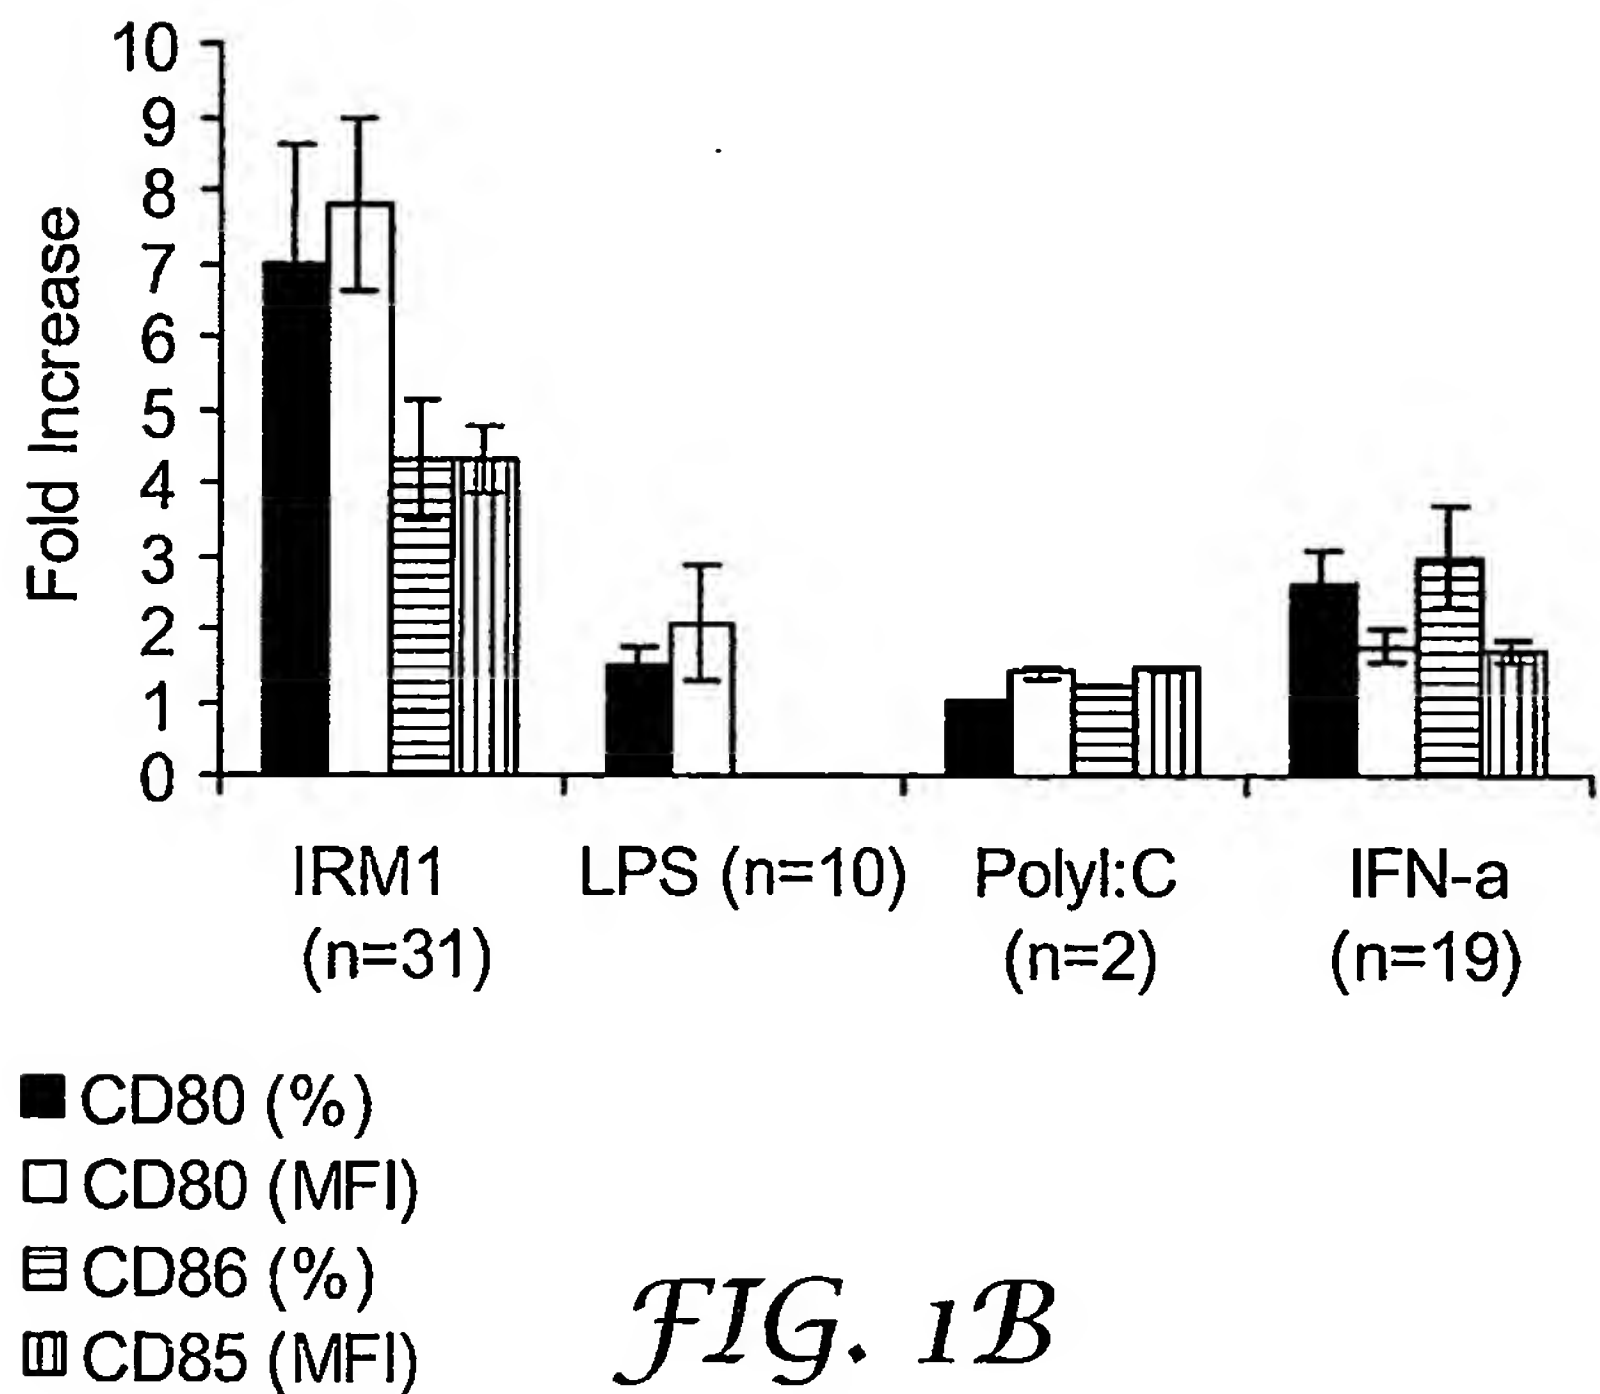 10
9
8
7
6
5
4
3
2
1
0
Fold Increase
IRM1
(n=31)
LPS (n=10)
PolyI:C
(n=2)
IFN-a
(n=19)
CD80 (%)
CD80 (MFI)
CD86 (%)
CD85 (MFI)
FIG. 1B